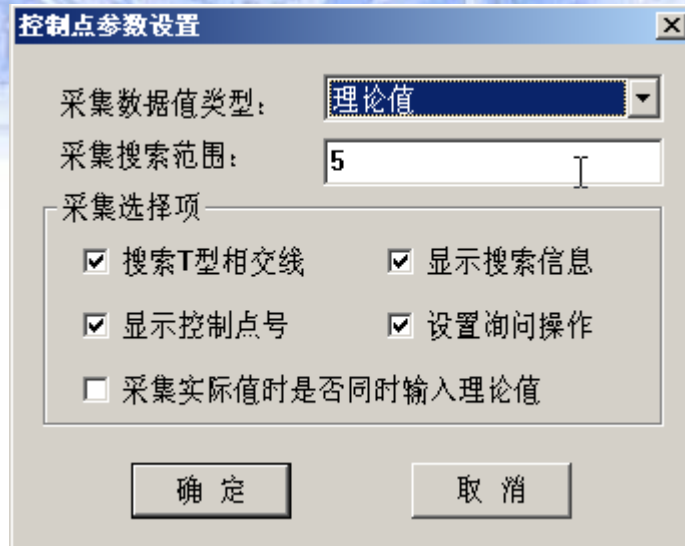 控制点参数设置
采集数据值类型： 理论值
采集搜索范围： 5
采集选择项
搜索T型相交线 显示搜索信息
显示控制点号 设置询问操作
采集实际值时是否同时输入理论值
确 定 取 消